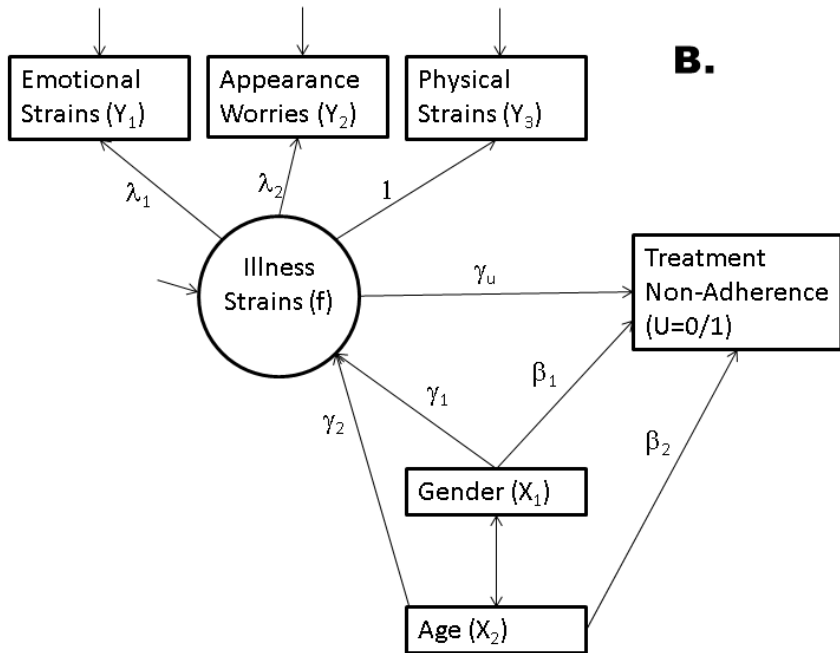 B.
Emotional
Strains (Y₁)
Appearance
Worries (Y₂)
Physical
Strains (Y₃)
λ₁
λ₂
1
Illness
Strains (f)
γᵤ
Treatment
Non-Adherence
(U=0/1)
γ₂
γ₁
β₁
β₂
Gender (X₁)
Age (X₂)